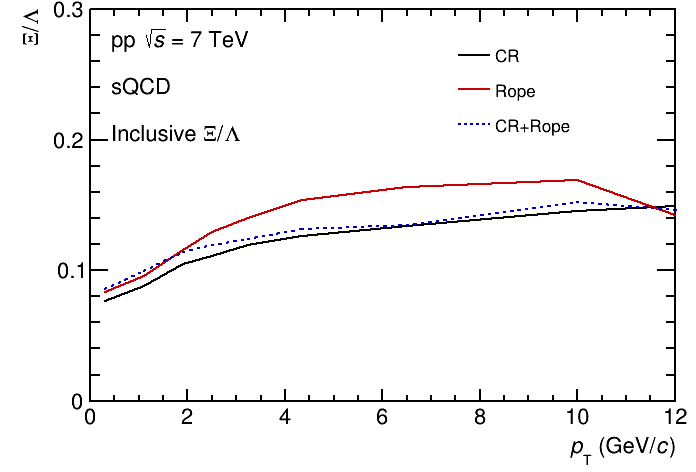 Ξ/Λ
0.3
0.2
0.1
0
pp √s = 7 TeV
sQCD
Inclusive Ξ/Λ
CR
Rope
CR+Rope
0 2 4 6 8 10 12
pT (GeV/c)